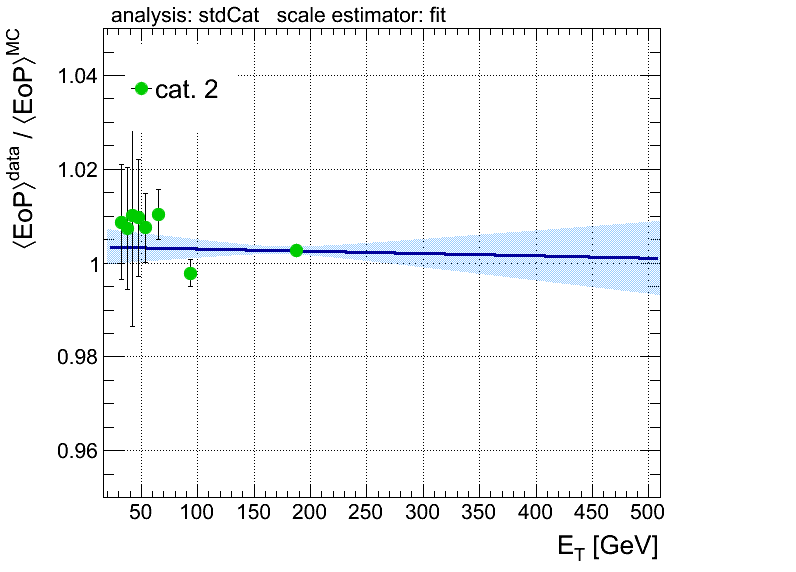 analysis: stdCat   scale estimator: fit
⟨EoP⟩^data / ⟨EoP⟩^MC
cat. 2
1.04
1.02
1
0.98
0.96
50 100 150 200 250 300 350 400 450 500
E_T [GeV]